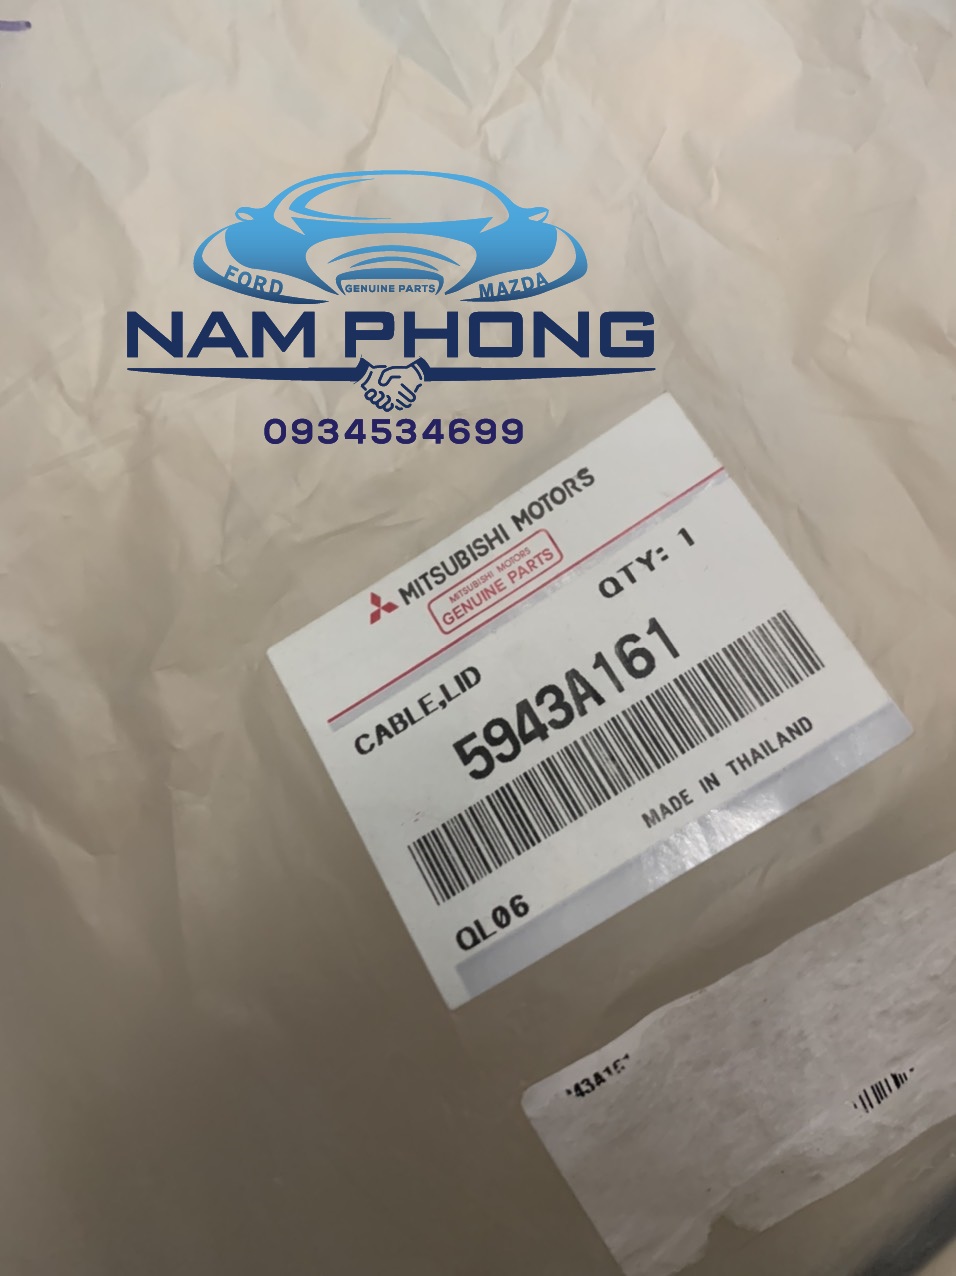 FORD
GENUINE PARTS
MAZDA
NAM PHONG
0934534699
MITSUBISHI MOTORS
MITSUBISHI MOTORS
GENUINE PARTS
QTY: 1
CABLE,LID
5943A161
MADE IN THAILAND
QL06
43A161